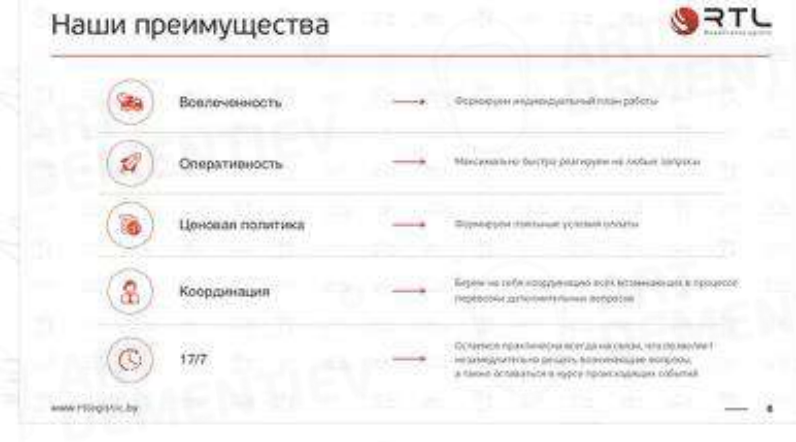 Наши преимущества
RTL
Вовлеченность
Формируем индивидуальный план работы
Оперативность
Максимально быстро реагируем на любые запросы
Ценовая политика
Формируем лояльные условия оплаты
Координация
Берем на себя координацию всех возникающих в процессе
перевозки дополнительных вопросов
17/7
Остаемся практически всегда на связи, что позволяет
незамедлительно решать возникающие вопросы,
а также оставаться в курсе происходящих событий
www.rtlogistic.by
6